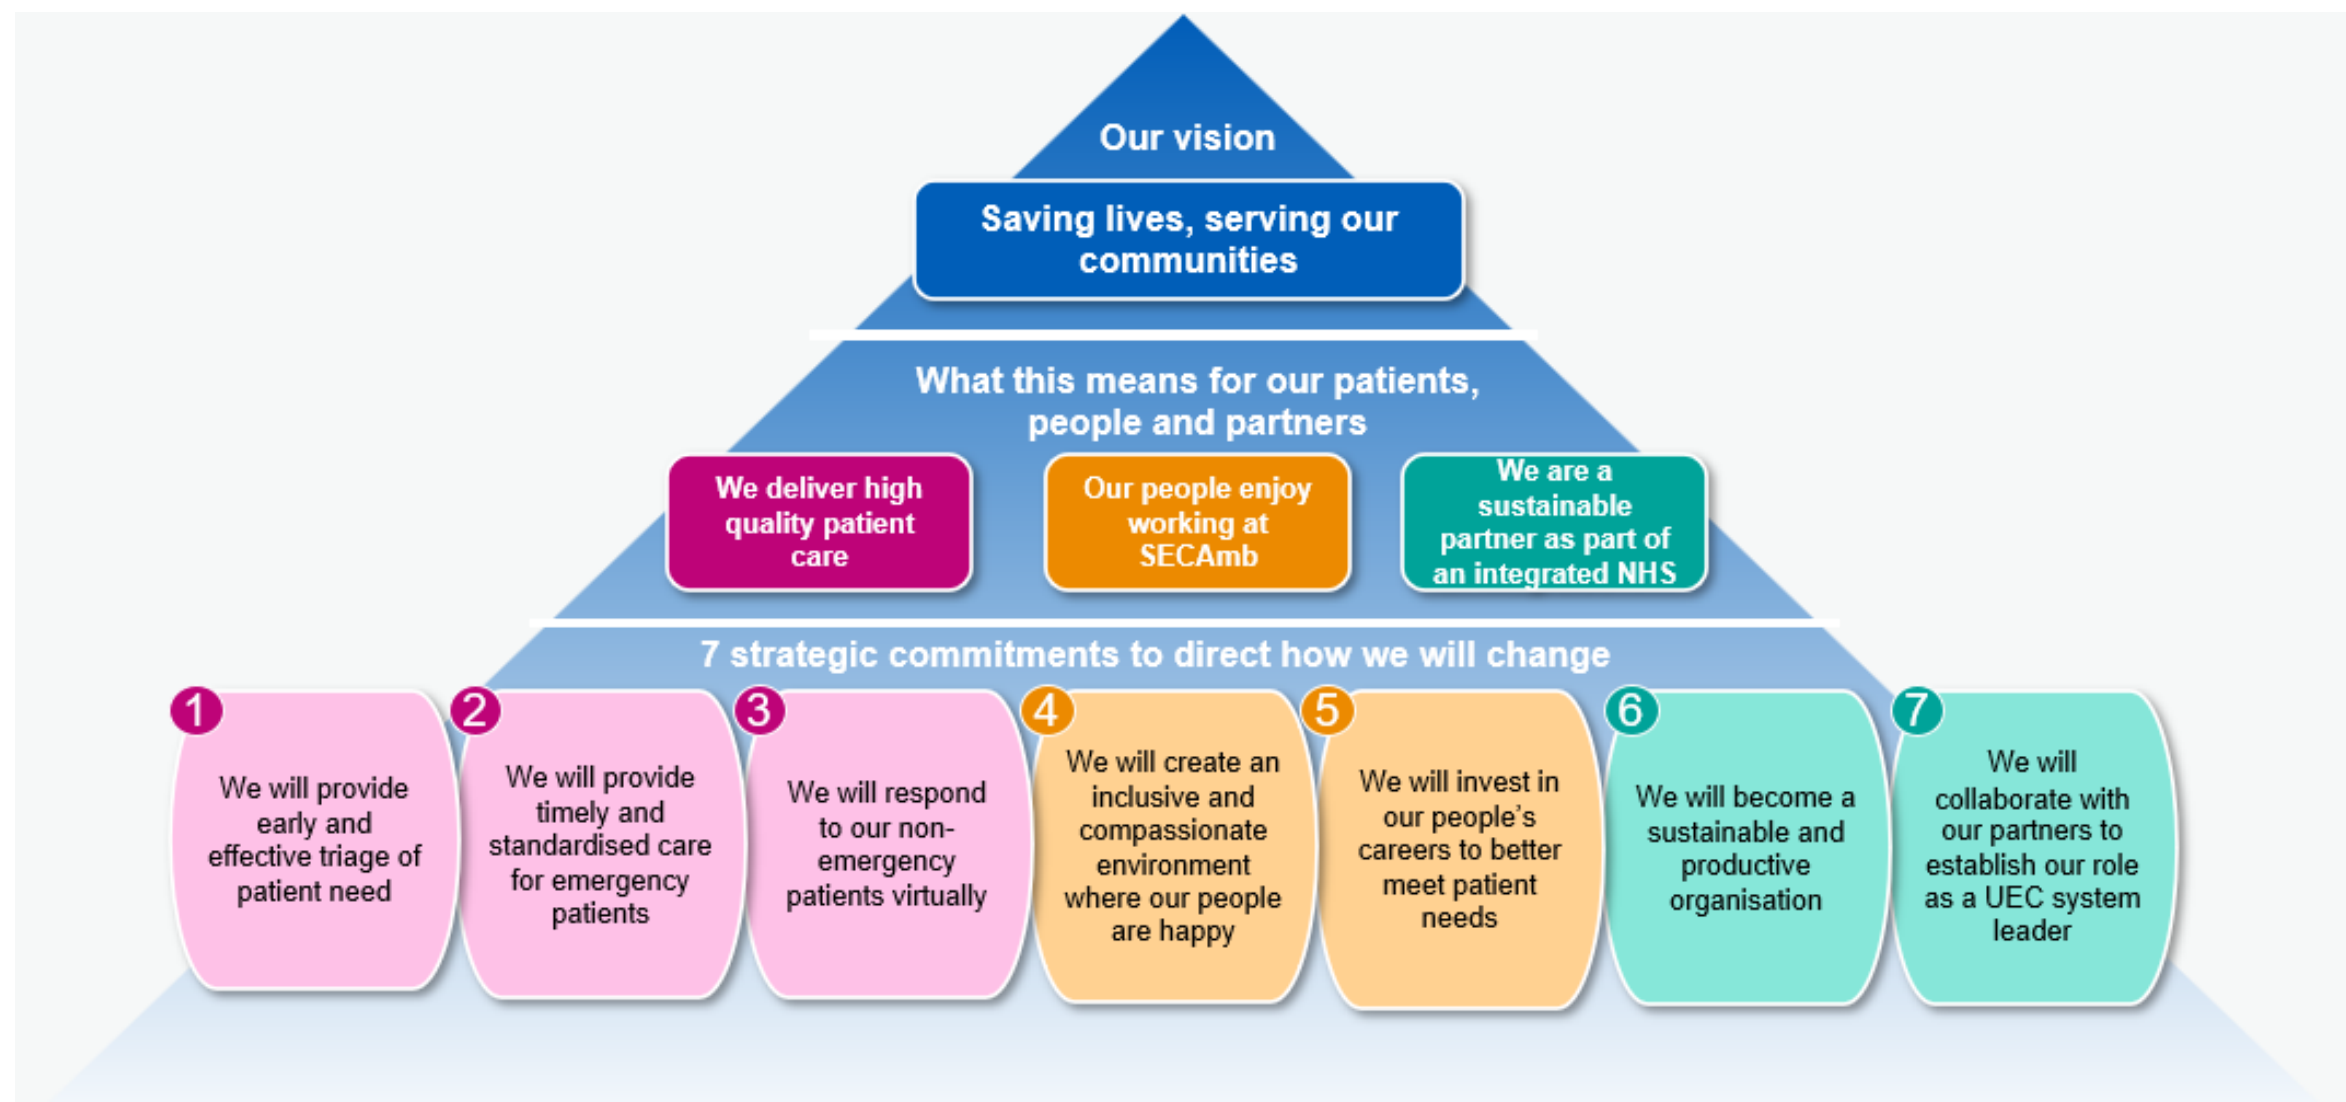 Our vision
Saving lives, serving our
communities
What this means for our patients,
people and partners
We deliver high
quality patient
care
Our people enjoy
working at
SECAmb
We are a
sustainable
partner as part of
an integrated NHS
7 strategic commitments to direct how we will change
1
We will provide
early and
effective triage of
patient need
2
We will provide
timely and
standardised care
for emergency
patients
3
We will respond
to our non-
emergency
patients virtually
4
We will create an
inclusive and
compassionate
environment
where our people
are happy
5
We will invest in
our people’s
careers to better
meet patient
needs
6
We will become a
sustainable and
productive
organisation
7
We will
collaborate with
our partners to
establish our role
as a UEC system
leader